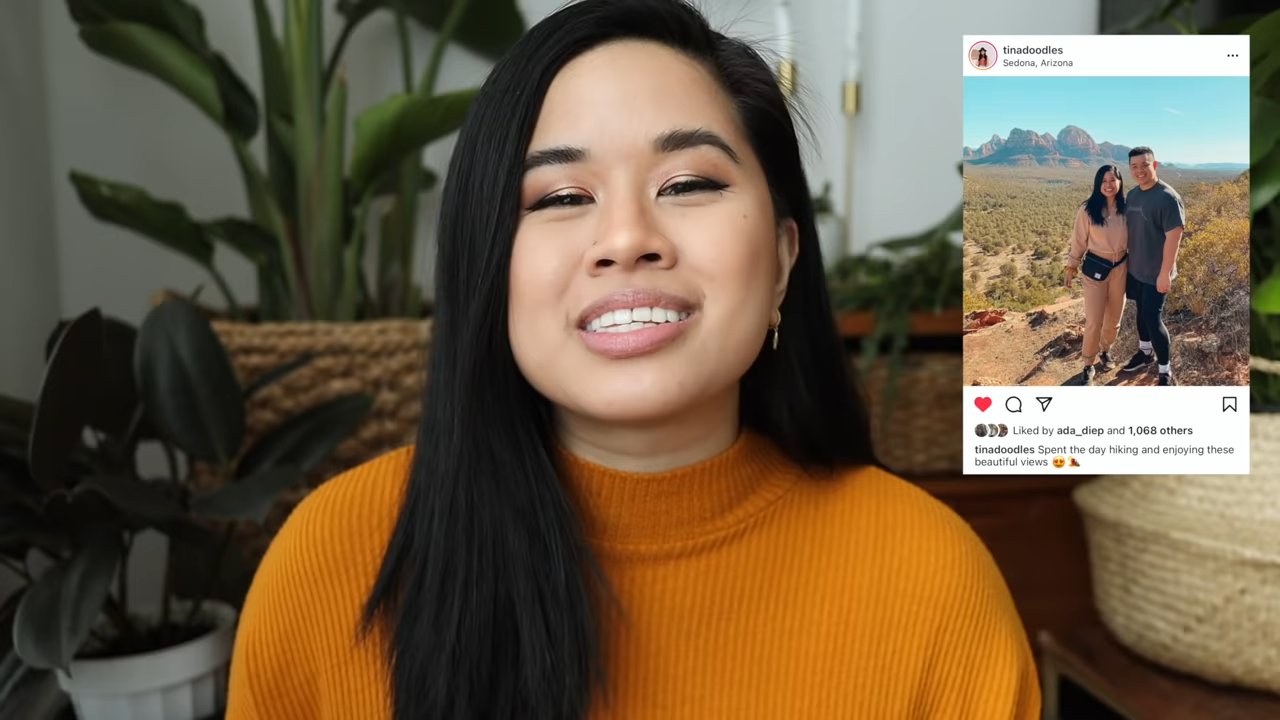 tinadoodles
Sedona, Arizona
Liked by ada_diep and 1,068 others
tinadoodles Spent the day hiking and enjoying these
beautiful views 😍🥾